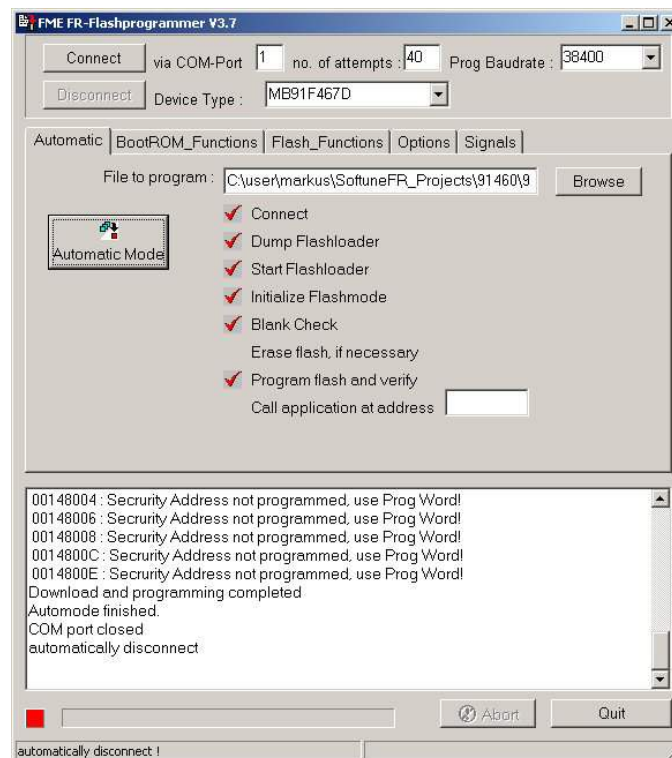 FME FR-Flashprogrammer V3.7
Connect via COM-Port 1 no. of attempts : 40 Prog Baudrate : 38400
Disconnect Device Type : MB91F467D
Automatic BootROM_Functions Flash_Functions Options Signals
File to program : C:\user\markus\SoftuneFR_Projects\91460\9 Browse
Connect
Automatic Mode
Dump Flashloader
Start Flashloader
Initialize Flashmode
Blank Check
Erase flash, if necessary
Program flash and verify
Call application at address
00148004 : Secrurity Address not programmed, use Prog Word!
00148006 : Secrurity Address not programmed, use Prog Word!
00148008 : Secrurity Address not programmed, use Prog Word!
0014800C : Secrurity Address not programmed, use Prog Word!
0014800E : Secrurity Address not programmed, use Prog Word!
Download and programming completed
Automode finished.
COM port closed
automatically disconnect
Abort Quit
automatically disconnect !